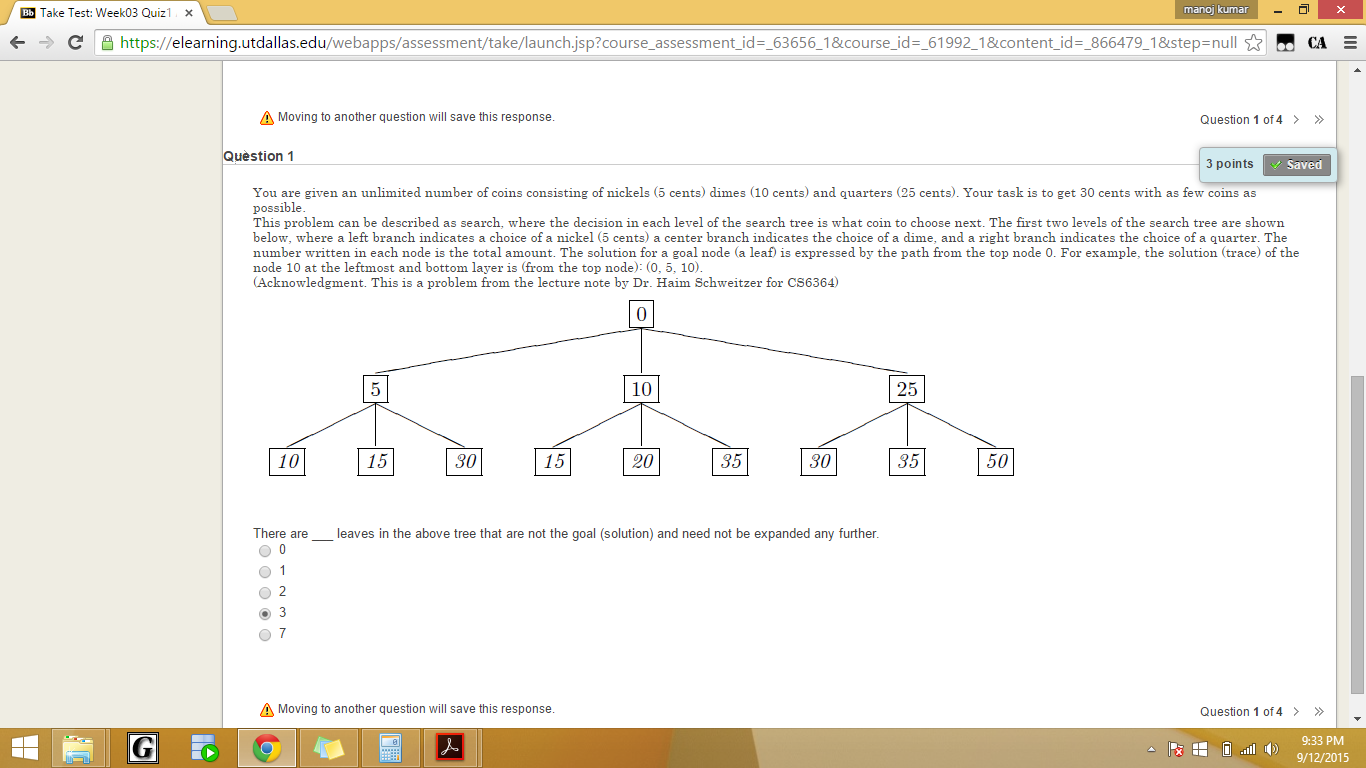 Bb Take Test: Week03 Quiz1
manoj kumar
https://elearning.utdallas.edu/webapps/assessment/take/launch.jsp?course_assessment_id=_63656_1&course_id=_61992_1&content_id=_866479_1&step=null
CA
Moving to another question will save this response.
Question 1 of 4
Question 1
3 points
Saved
You are given an unlimited number of coins consisting of nickels (5 cents) dimes (10 cents) and quarters (25 cents). Your task is to get 30 cents with as few coins as
possible.
This problem can be described as search, where the decision in each level of the search tree is what coin to choose next. The first two levels of the search tree are shown
below, where a left branch indicates a choice of a nickel (5 cents) a center branch indicates the choice of a dime, and a right branch indicates the choice of a quarter. The
number written in each node is the total amount. The solution for a goal node (a leaf) is expressed by the path from the top node 0. For example, the solution (trace) of the
node 10 at the leftmost and bottom layer is (from the top node): (0, 5, 10).
(Acknowledgment. This is a problem from the lecture note by Dr. Haim Schweitzer for CS6364)
0
5 10 25
10 15 30 15 20 35 30 35 50
There are ___ leaves in the above tree that are not the goal (solution) and need not be expanded any further.
0
1
2
3
7
Moving to another question will save this response.
Question 1 of 4
G
9:33 PM
9/12/2015